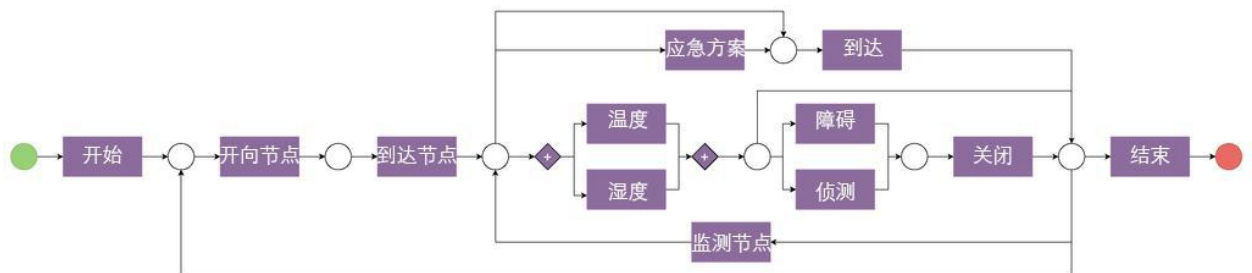 应急方案
到达
温度
障碍
开始
开向节点
到达节点
+
+
关闭
结束
湿度
侦测
监测节点